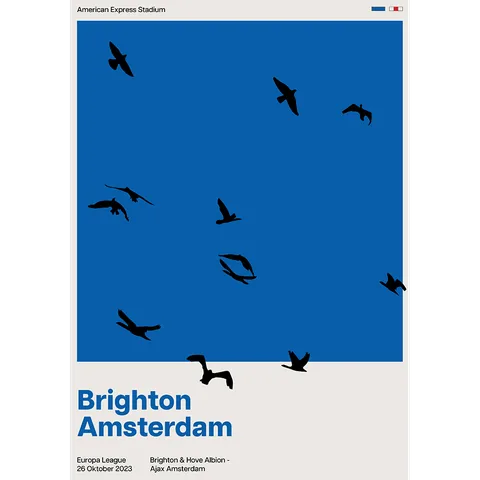 American Express Stadium
Brighton
Amsterdam
Europa League
26 Oktober 2023
Brighton & Hove Albion -
Ajax Amsterdam